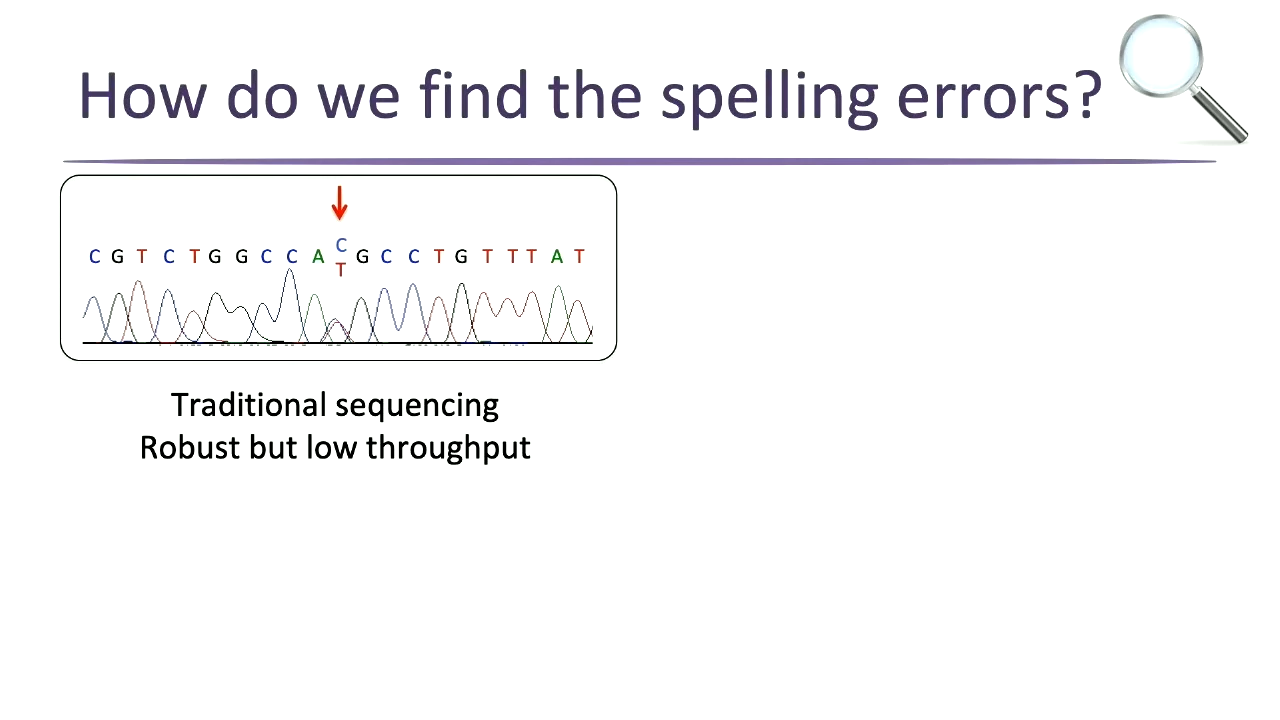 How do we find the spelling errors?
C
C G T C T G G C C A G C C T G T T T A T
T
Traditional sequencing
Robust but low throughput